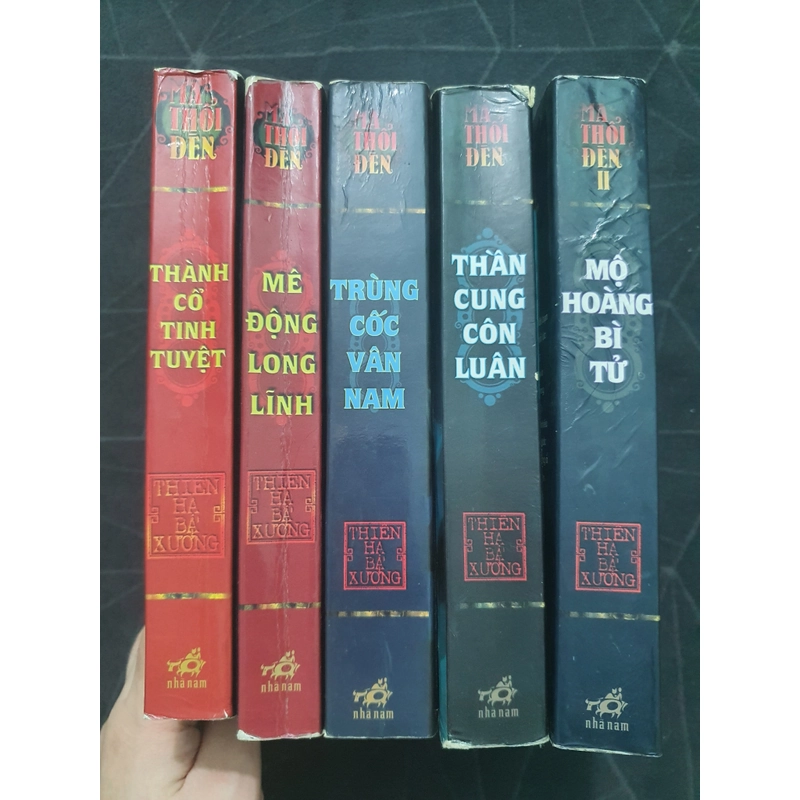 MA
THỔI
ĐÈN
THÀNH
CỔ
TINH
TUYỆT
THIÊN
HẠ
BÁ
XƯỚNG
nhã nam
MA
THỔI
ĐÈN
MÊ
ĐỘNG
LONG
LĨNH
THIÊN
HẠ
BÁ
XƯỚNG
nhã nam
MA
THỔI
ĐÈN
TRÙNG
CỐC
VÂN
NAM
THIÊN
HẠ
BÁ
XƯỚNG
nhã nam
MA
THỔI
ĐÈN
THẦN
CUNG
CÔN
LUÂN
THIÊN
HẠ
BÁ
XƯỚNG
nhã nam
MA
THỔI
ĐÈN
II
MỘ
HOÀNG
BÌ
TỬ
THIÊN
HẠ
BÁ
XƯỚNG
nhã nam